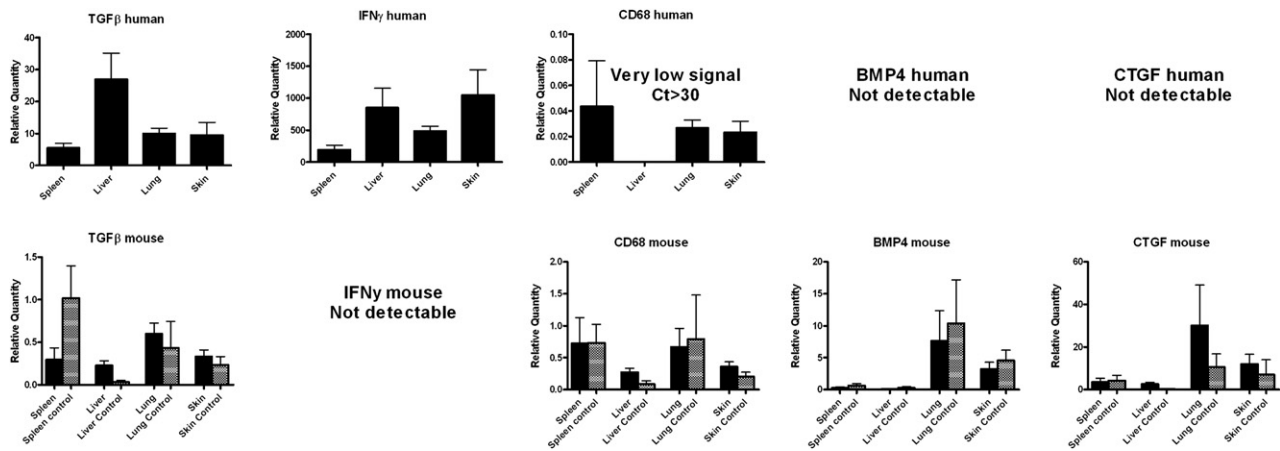 TGFβ human
Relative Quantity
40
30
20
10
0
Spleen
Liver
Lung
Skin
IFNγ human
Relative Quantity
2000
1500
1000
500
0
Spleen
Liver
Lung
Skin
CD68 human
Relative Quantity
0.10
0.08
0.06
0.04
0.02
0.00
Very low signal
Ct>30
Spleen
Liver
Lung
Skin
BMP4 human
Not detectable
CTGF human
Not detectable
TGFβ mouse
Relative Quantity
1.5
1.0
0.5
0.0
Spleen
Spleen control
Liver
Liver Control
Lung
Lung Control
Skin
Skin Control
IFNy mouse
Not detectable
CD68 mouse
Relative Quantity
2.0
1.5
1.0
0.5
0.0
Spleen
Spleen control
Liver
Liver Control
Lung
Lung Control
Skin
Skin Control
BMP4 mouse
Relative Quantity
20
15
10
5
0
Spleen
Spleen Control
Liver
Liver Control
Lung
Lung Control
Skin
Skin Control
CTGF mouse
Relative Quantity
60
40
20
0
Spleen
Spleen Control
Liver
Liver Control
Lung
Lung Control
Skin
Skin Control